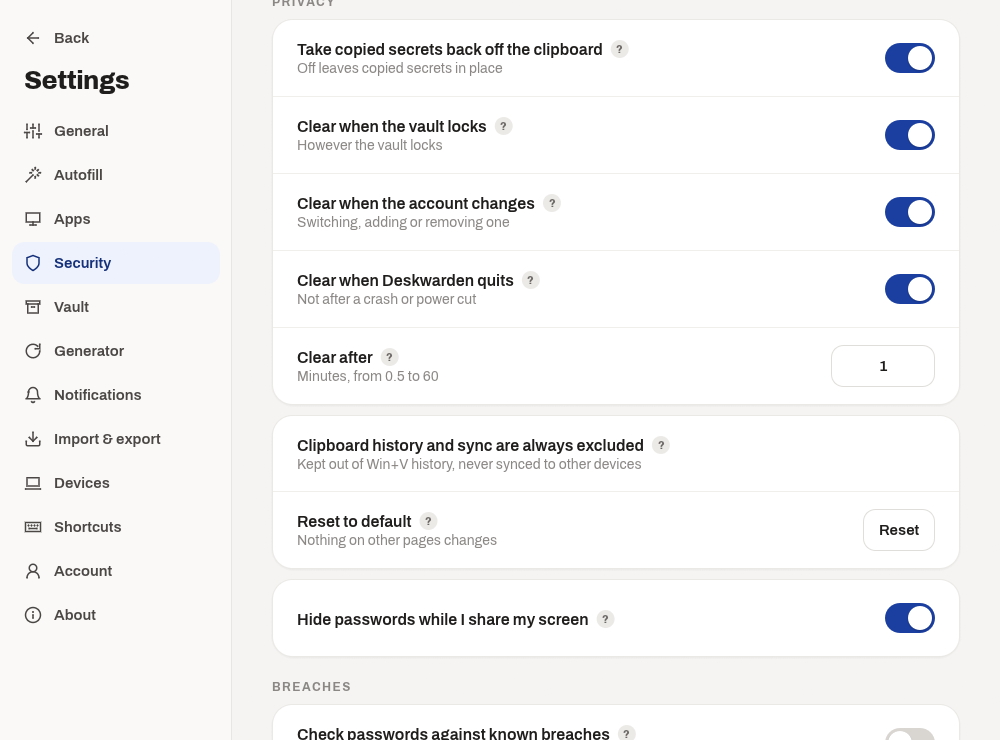 Back
Settings
General
Autofill
Apps
Security
Vault
Generator
Notifications
Import & export
Devices
Shortcuts
Account
About
PRIVACY
Take copied secrets back off the clipboard ?
Off leaves copied secrets in place
Clear when the vault locks ?
However the vault locks
Clear when the account changes ?
Switching, adding or removing one
Clear when Deskwarden quits ?
Not after a crash or power cut
Clear after ?
Minutes, from 0.5 to 60
1
Clipboard history and sync are always excluded ?
Kept out of Win+V history, never synced to other devices
Reset to default ?
Nothing on other pages changes
Reset
Hide passwords while I share my screen ?
BREACHES
Check passwords against known breaches ?